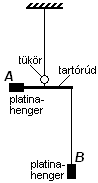 tükör
tartórúd
A
platina-
henger
platina-
henger
B